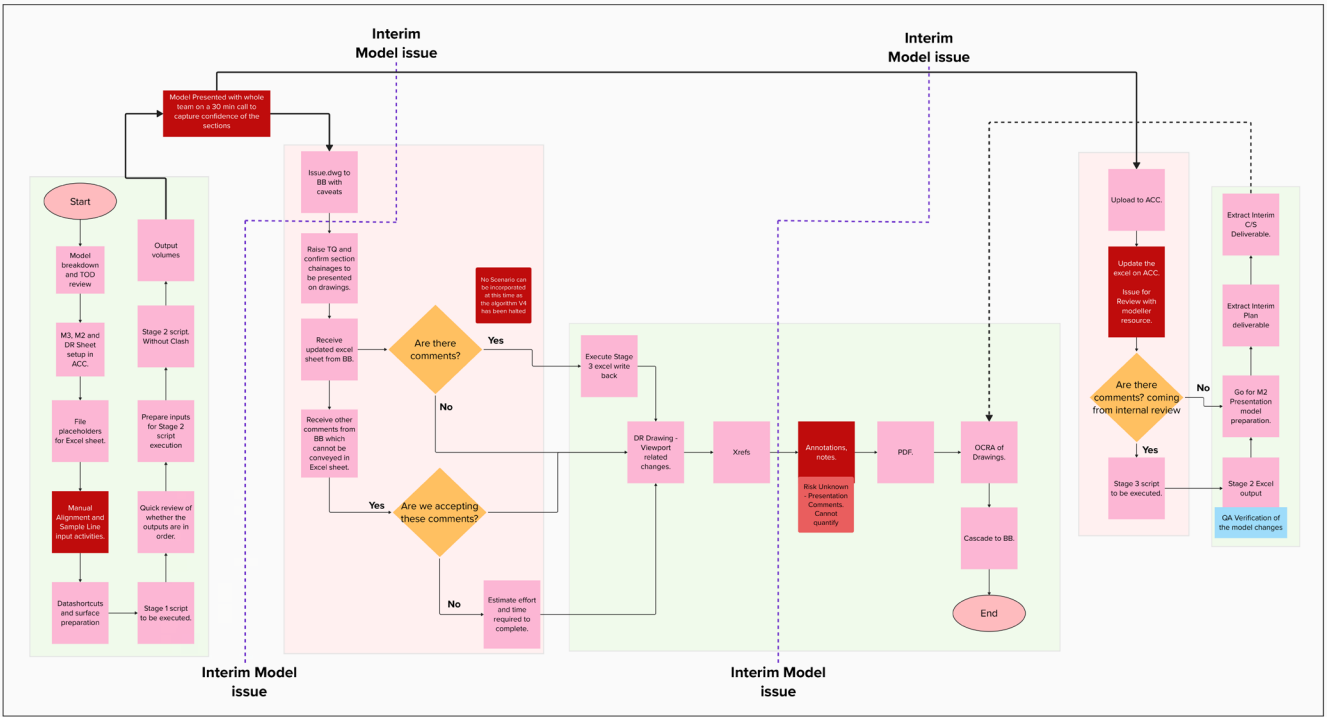 Interim
Model issue
Interim
Model issue
Model Presented with whole
team on a 30 min call to
capture confidence of the
sections
Start
Model
breakdown
and TOD
review
M3, M2 and
DR Sheet
setup in
ACC.
File
placeholders
for Excel sheet.
Manual
Alignment and
Sample Line
input activities.
Datashortcuts
and surface
preparation
Output
volumes
Stage 2 script.
Without Clash
Prepare inputs
for Stage 2
script
execution
Quick review of
whether the
outputs are in
order.
Stage 1 script
to be executed.
Issue.dwg to
BB with
caveats
Raise TQ and
confirm section
chainages to
be presented
on drawings.
Receive
updated excel
sheet from BB.
Receive other
comments from
BB which
cannot be
conveyed in
Excel sheet.
No Scenario can
be incorporated
at this time as
the algorithm V4
has been halted
Are there
comments?
Yes
No
Are we accepting
these comments?
Yes
No
Estimate effort
and time
required to
complete.
Execute Stage
3 excel write
back
DR Drawing -
Viewport
related
changes.
Xrefs
Annotations,
notes.
Risk Unknown
- Presentation
Comments.
Cannot
quantify
PDF.
OCRA of
Drawings.
Cascade to BB.
End
Upload to ACC.
Update the
excel on ACC.
Issue for
Review with
modeller
resource.
Are there
comments? coming
from internal review
No
Yes
Stage 3 script
to be executed.
Extract Interim
C/S
Deliverable.
Extract Interim
Plan
deliverable
Go for M2
Presentation
model
preparation.
Stage 2 Excel
output
QA Verification of
the model changes
Interim Model
issue
Interim Model
issue